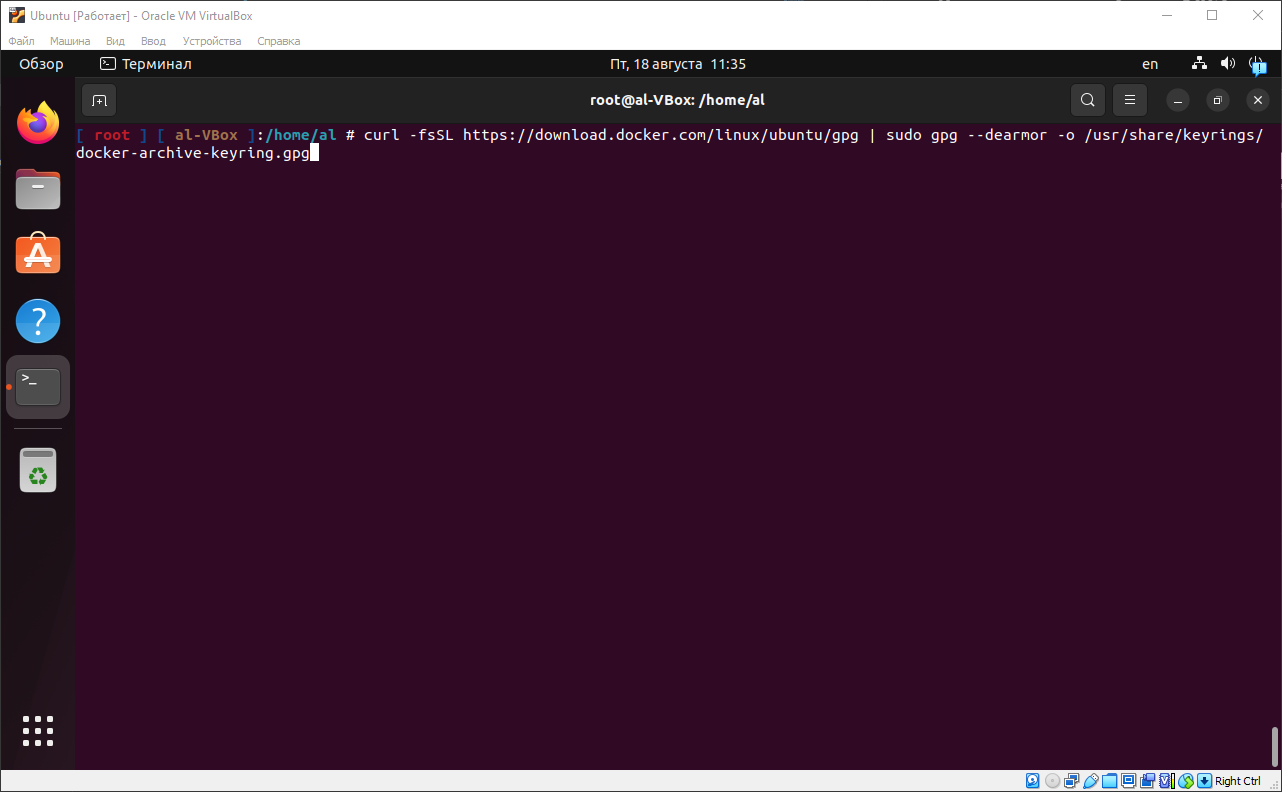 Ubuntu [Работает] - Oracle VM VirtualBox
Файл Машина Вид Ввод Устройства Справка
Обзор Терминал Пт, 18 августа 11:35 en
root@al-VBox: /home/al
[ root ] [ al-VBox ]:/home/al # curl -fsSL https://download.docker.com/linux/ubuntu/gpg | sudo gpg --dearmor -o /usr/share/keyrings/
docker-archive-keyring.gpg
Right Ctrl